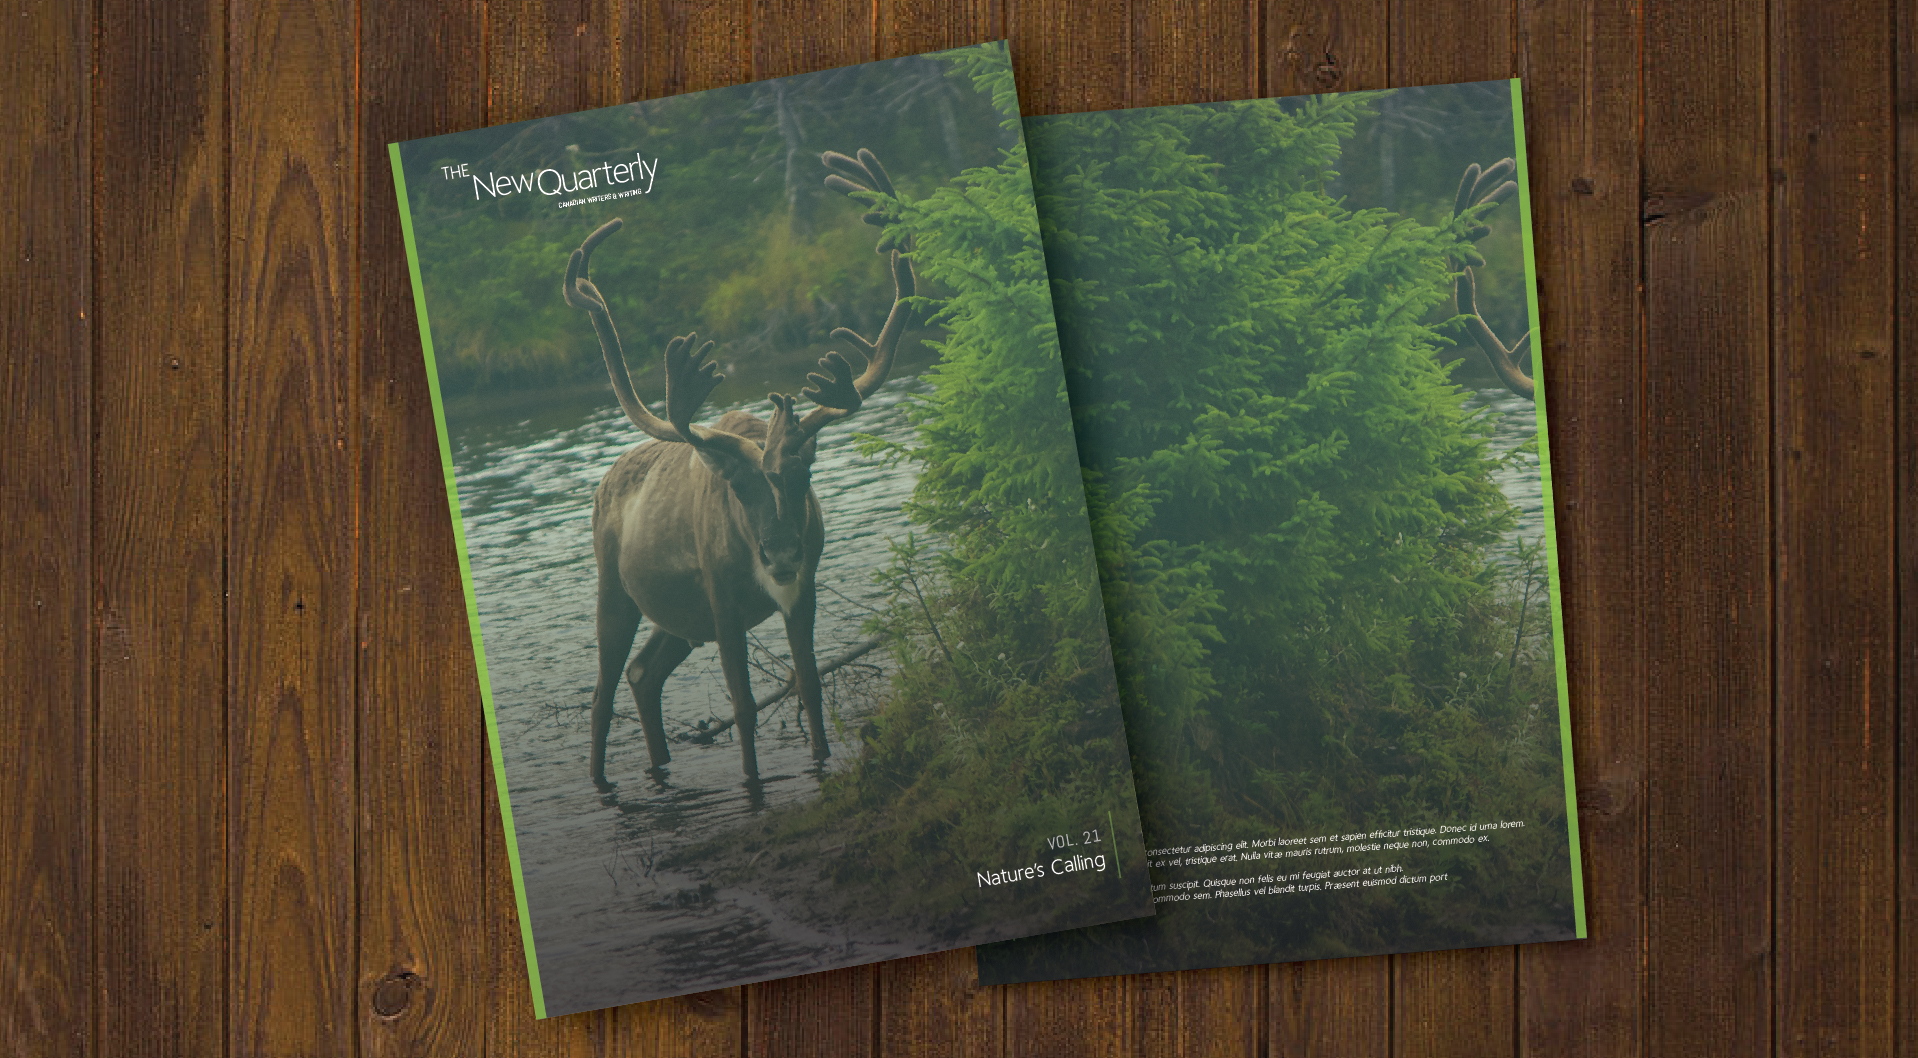 THE
New Quarterly
CANADIAN WRITERS & WRITING
VOL. 21
Nature's Calling
onsectetur adipiscing elit. Morbi laoreet sem et sapien efficitur tristique. Donec id urna lorem.
it ex vel, tristique erat. Nulla vitæ mauris rutrum, molestie neque non, commodo ex.
tum suscipit. Quisque non felis eu mi feugiat auctor at ut nibh.
ommodo sem. Phasellus vel blandit turpis. Præsent euismod dictum port